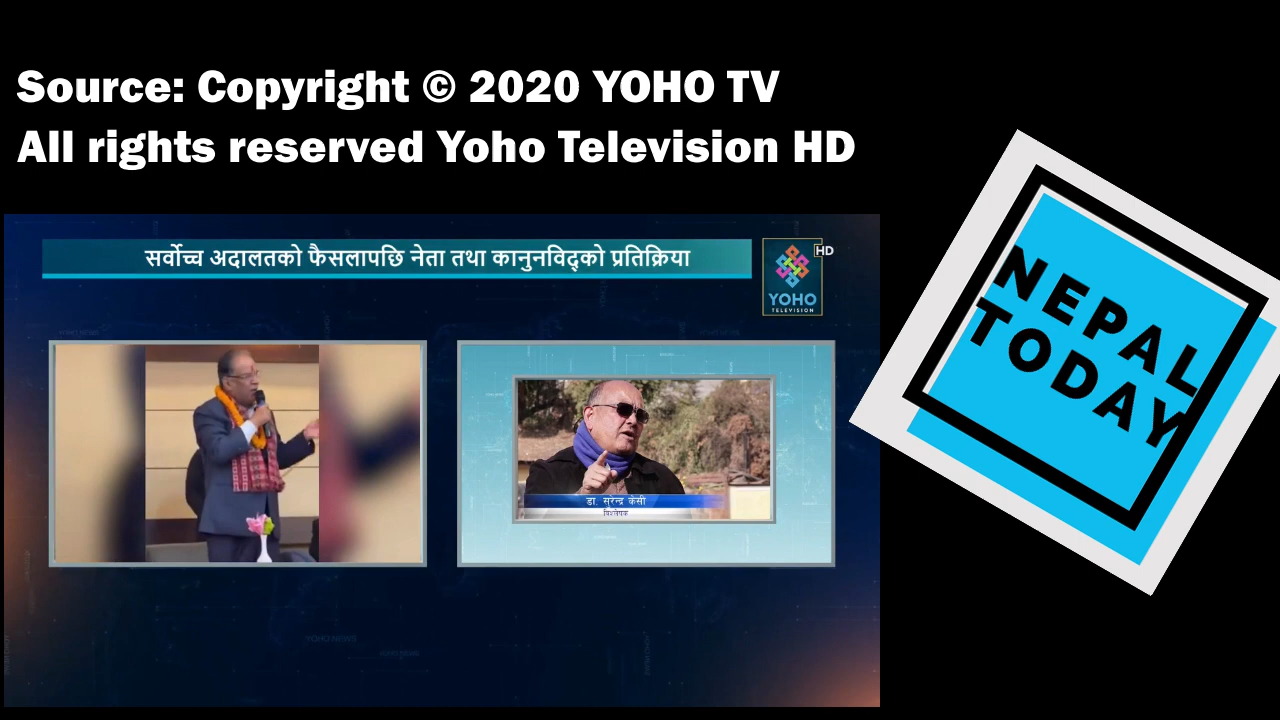 Source: Copyright © 2020 YOHO TV
All rights reserved Yoho Television HD
सर्वोच्च अदालतको फैसलापछि नेता तथा कानुनविद्को प्रतिक्रिया
HD
YOHO
TELEVISION
NEPAL
TODAY
डा. सुरेन्द्र केसी
विश्लेषक